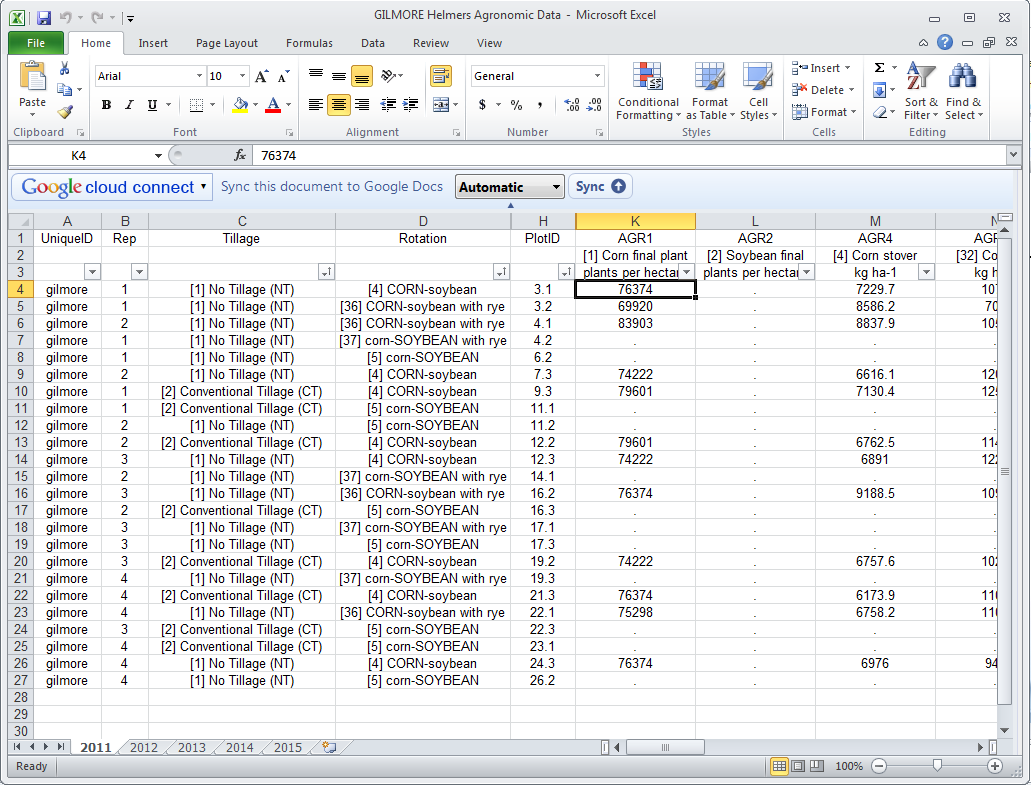 GILMORE Helmers Agronomic Data - Microsoft Excel
File Home Insert Page Layout Formulas Data Review View
Paste Arial 10 A A General Conditional Formatting Format as Table Cell Styles Insert Delete Format Σ Sort & Filter Find & Select
B I U A $ % ,
Clipboard Font Alignment Number Styles Cells Editing
K4 fx 76374
Google cloud connect Sync this document to Google Docs Automatic Sync
A B C D H K L M N
1 UniqueID Rep Tillage Rotation PlotID AGR1 AGR2 AGR4 AGR
2 [1] Corn final plant [2] Soybean final [4] Corn stover [32] Co
3 plants per hectar plants per hectar kg ha-1 kg h
4 gilmore 1 [1] No Tillage (NT) [4] CORN-soybean 3.1 76374 . 7229.7 107
5 gilmore 1 [1] No Tillage (NT) [36] CORN-soybean with rye 3.2 69920 . 8586.2 70
6 gilmore 2 [1] No Tillage (NT) [36] CORN-soybean with rye 4.1 83903 . 8837.9 105
7 gilmore 1 [1] No Tillage (NT) [37] corn-SOYBEAN with rye 4.2 . . . .
8 gilmore 1 [1] No Tillage (NT) [5] corn-SOYBEAN 6.2 . . . .
9 gilmore 2 [1] No Tillage (NT) [4] CORN-soybean 7.3 74222 . 6616.1 120
10 gilmore 1 [2] Conventional Tillage (CT) [4] CORN-soybean 9.3 79601 . 7130.4 125
11 gilmore 1 [2] Conventional Tillage (CT) [5] corn-SOYBEAN 11.1 . . . .
12 gilmore 2 [1] No Tillage (NT) [5] corn-SOYBEAN 11.2 . . . .
13 gilmore 2 [2] Conventional Tillage (CT) [4] CORN-soybean 12.2 79601 . 6762.5 114
14 gilmore 3 [1] No Tillage (NT) [4] CORN-soybean 12.3 74222 . 6891 122
15 gilmore 2 [1] No Tillage (NT) [37] corn-SOYBEAN with rye 14.1 . . . .
16 gilmore 3 [1] No Tillage (NT) [36] CORN-soybean with rye 16.2 76374 . 9188.5 109
17 gilmore 2 [2] Conventional Tillage (CT) [5] corn-SOYBEAN 16.3 . . . .
18 gilmore 3 [1] No Tillage (NT) [37] corn-SOYBEAN with rye 17.1 . . . .
19 gilmore 3 [1] No Tillage (NT) [5] corn-SOYBEAN 17.3 . . . .
20 gilmore 3 [2] Conventional Tillage (CT) [4] CORN-soybean 19.2 74222 . 6757.6 102
21 gilmore 4 [1] No Tillage (NT) [37] corn-SOYBEAN with rye 19.3 . . . .
22 gilmore 4 [2] Conventional Tillage (CT) [4] CORN-soybean 21.3 76374 . 6173.9 110
23 gilmore 4 [1] No Tillage (NT) [36] CORN-soybean with rye 22.1 75298 . 6758.2 110
24 gilmore 3 [2] Conventional Tillage (CT) [5] corn-SOYBEAN 22.3 . . . .
25 gilmore 4 [2] Conventional Tillage (CT) [5] corn-SOYBEAN 23.1 . . . .
26 gilmore 4 [1] No Tillage (NT) [4] CORN-soybean 24.3 76374 . 6976 94
27 gilmore 4 [1] No Tillage (NT) [5] corn-SOYBEAN 26.2 . . . .
28
29
30
2011 2012 2013 2014 2015
Ready 100%